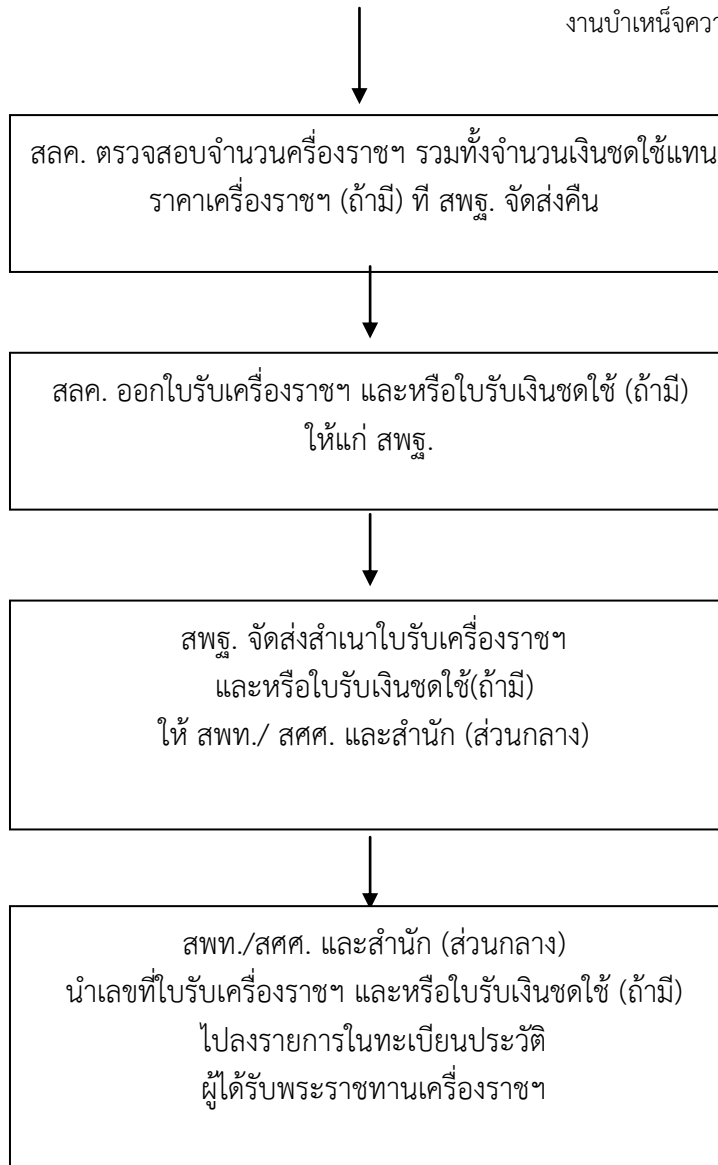 งานบำเหน็จควา
สลค. ตรวจสอบจำนวนครื่องราชฯ รวมทั้งจำนวนเงินชดใช้แทน
ราคาเครื่องราชฯ (ถ้ามี) ที สพฐ. จัดส่งคืน
สลค. ออกใบรับเครื่องราชฯ และหรือใบรับเงินชดใช้ (ถ้ามี)
ให้แก่ สพฐ.
สพฐ. จัดส่งสำเนาใบรับเครื่องราชฯ
และหรือใบรับเงินชดใช้(ถ้ามี)
ให้ สพท./ สศศ. และสำนัก (ส่วนกลาง)
สพท./สศศ. และสำนัก (ส่วนกลาง)
นำเลขที่ใบรับเครื่องราชฯ และหรือใบรับเงินชดใช้ (ถ้ามี)
ไปลงรายการในทะเบียนประวัติ
ผู้ได้รับพระราชทานเครื่องราชฯ